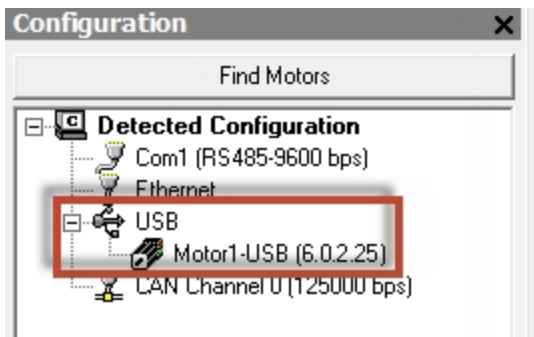 Configuration
Find Motors
Detected Configuration
Com1 (RS485-9600 bps)
Ethernet
USB
Motor1-USB (6.0.2.25)
CAN Channel 0 (125000 bps)